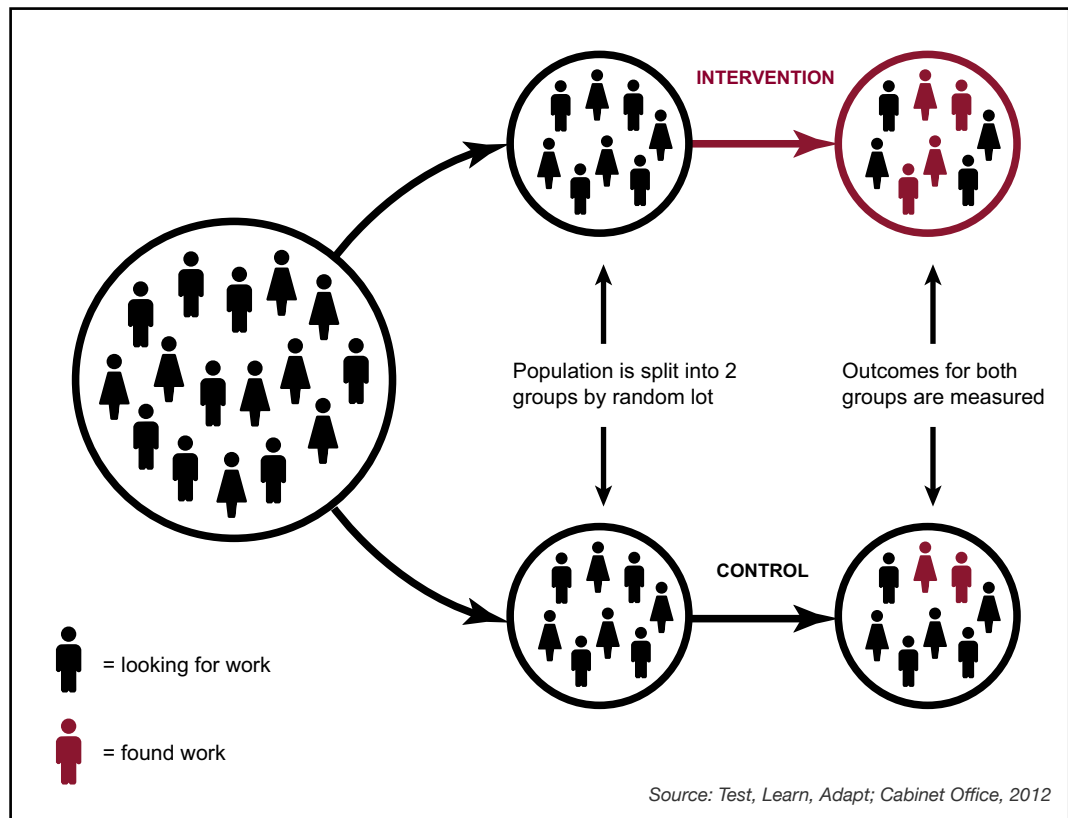 INTERVENTION
Population is split into 2
groups by random lot
Outcomes for both
groups are measured
CONTROL
= looking for work
= found work
Source: Test, Learn, Adapt; Cabinet Office, 2012